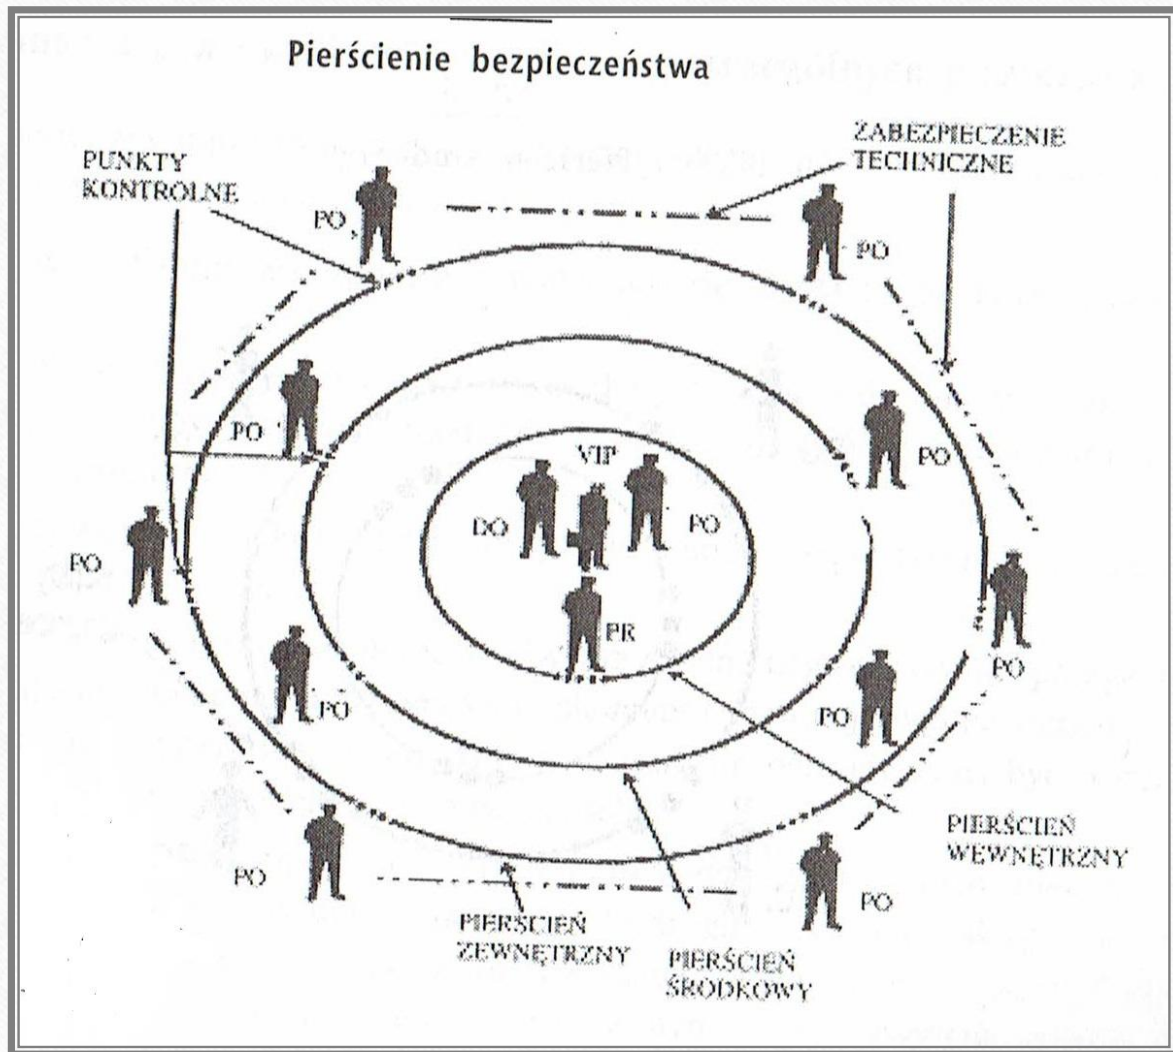 Pierścienie bezpieczeństwa
PUNKTY
KONTROLNE
ZABEZPIECZENIE
TECHNICZNE
PO
PO
PO
PO
VIP
DO
PO
PO
PR
PO
PO
PO
PO
PO
PIERŚCIEŃ
WEWNĘTRZNY
PIERŚCIEŃ
ZEWNĘTRZNY
PIERŚCIEŃ
ŚRODKOWY